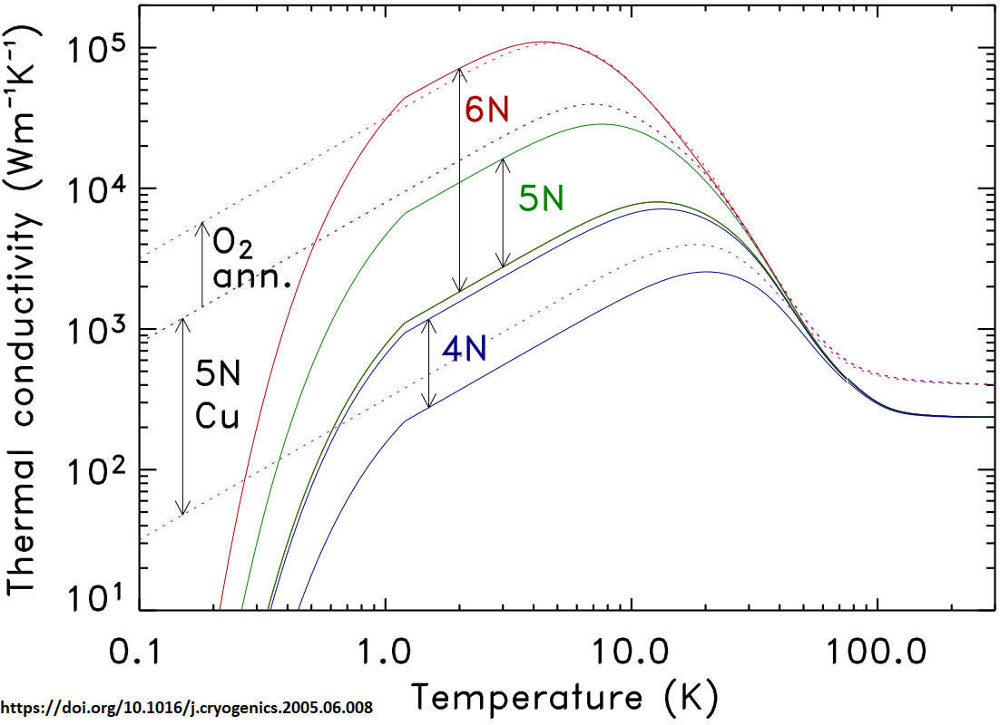 Thermal conductivity (Wm⁻¹K⁻¹)
10⁵
10⁴
10³
10²
10¹
6N
5N
O₂
ann.
4N
5N
Cu
0.1
1.0
10.0
100.0
Temperature (K)
https://doi.org/10.1016/j.cryogenics.2005.06.008